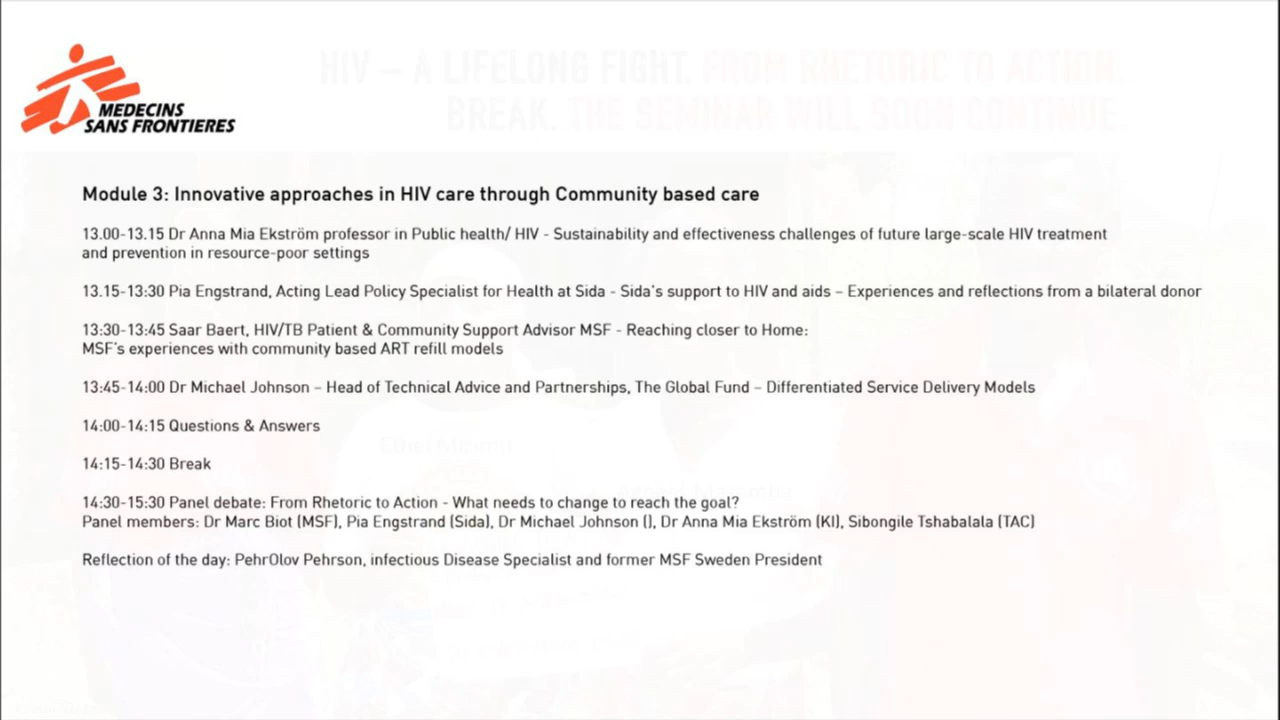 MEDECINS
SANS FRONTIERES
HIV – A LIFELONG FIGHT. FROM RHETORIC TO ACTION.
BREAK. THE SEMINAR WILL SOON CONTINUE.
Module 3: Innovative approaches in HIV care through Community based care
13.00-13.15 Dr Anna Mia Ekström professor in Public health/ HIV - Sustainability and effectiveness challenges of future large-scale HIV treatment
and prevention in resource-poor settings
13.15-13:30 Pia Engstrand, Acting Lead Policy Specialist for Health at Sida - Sida's support to HIV and aids – Experiences and reflections from a bilateral donor
13:30-13:45 Saar Baert, HIV/TB Patient & Community Support Advisor MSF - Reaching closer to Home:
MSF's experiences with community based ART refill models
13:45-14:00 Dr Michael Johnson – Head of Technical Advice and Partnerships, The Global Fund – Differentiated Service Delivery Models
14:00-14:15 Questions & Answers
14:15-14:30 Break
14:30-15:30 Panel debate: From Rhetoric to Action - What needs to change to reach the goal?
Panel members: Dr Marc Biot (MSF), Pia Engstrand (Sida), Dr Michael Johnson (), Dr Anna Mia Ekström (KI), Sibongile Tshabalala (TAC)
Reflection of the day: PehrOlov Pehrson, infectious Disease Specialist and former MSF Sweden President